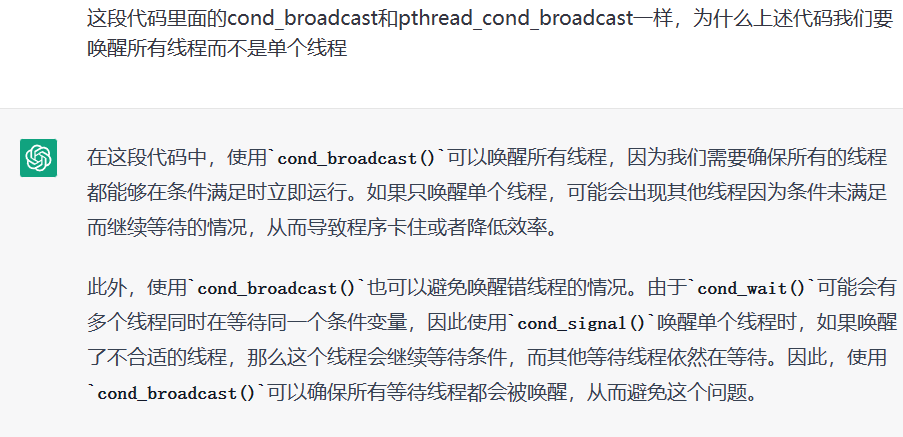 这段代码里面的cond_broadcast和pthread_cond_broadcast一样，为什么上述代码我们要
唤醒所有线程而不是单个线程
在这段代码中，使用`cond_broadcast()`可以唤醒所有线程，因为我们需要确保所有的线程
都能够在条件满足时立即运行。如果只唤醒单个线程，可能会出现其他线程因为条件未满足
而继续等待的情况，从而导致程序卡住或者降低效率。
此外，使用`cond_broadcast()`也可以避免唤醒错线程的情况。由于`cond_wait()`可能会有
多个线程同时在等待同一个条件变量，因此使用`cond_signal()`唤醒单个线程时，如果唤醒
了不合适的线程，那么这个线程会继续等待条件，而其他等待线程依然在等待。因此，使用
`cond_broadcast()`可以确保所有等待线程都会被唤醒，从而避免这个问题。